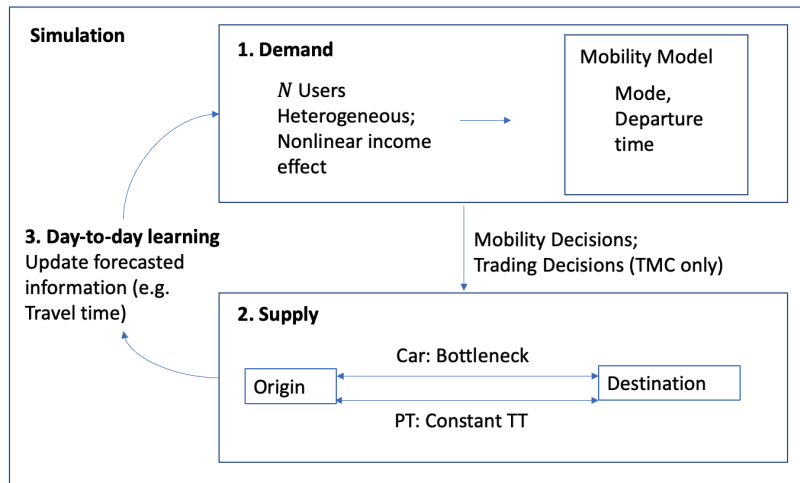 Simulation
1. Demand
N Users
Heterogeneous;
Nonlinear income
effect
Mobility Model
Mode,
Departure
time
Mobility Decisions;
Trading Decisions (TMC only)
3. Day-to-day learning
Update forecasted
information (e.g.
Travel time)
2. Supply
Car: Bottleneck
Origin
Destination
PT: Constant TT